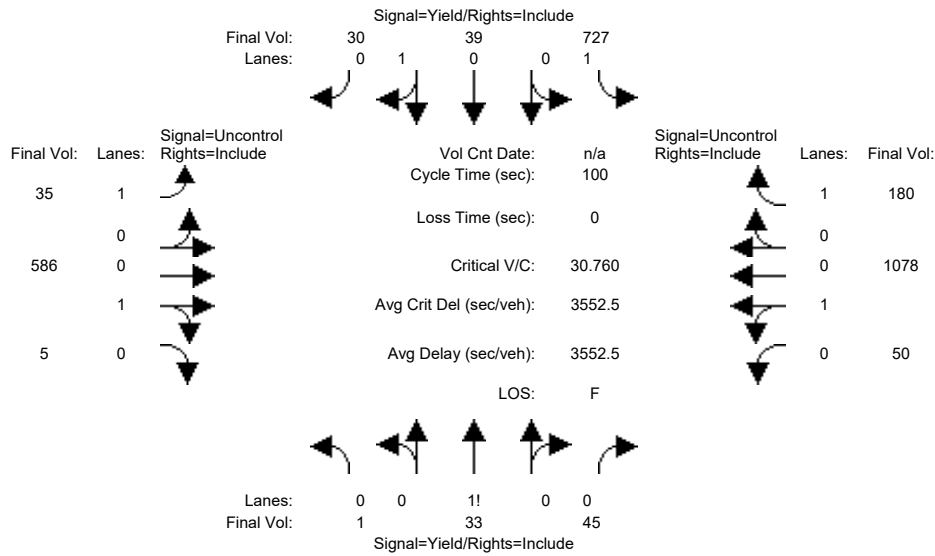 Signal=Yield/Rights=Include
Final Vol: 30 39 727
Lanes: 0 1 0 0 1
Signal=Uncontrol
Final Vol: Lanes: Rights=Include
Vol Cnt Date: n/a
Signal=Uncontrol
Rights=Include Lanes: Final Vol:
Cycle Time (sec): 100
35 1
1 180
Loss Time (sec): 0
0
0
586 0
Critical V/C: 30.760
0 1078
1
Avg Crit Del (sec/veh): 3552.5
1
5 0
Avg Delay (sec/veh): 3552.5
0 50
LOS: F
Lanes: 0 0 1! 0 0
Final Vol: 1 33 45
Signal=Yield/Rights=Include